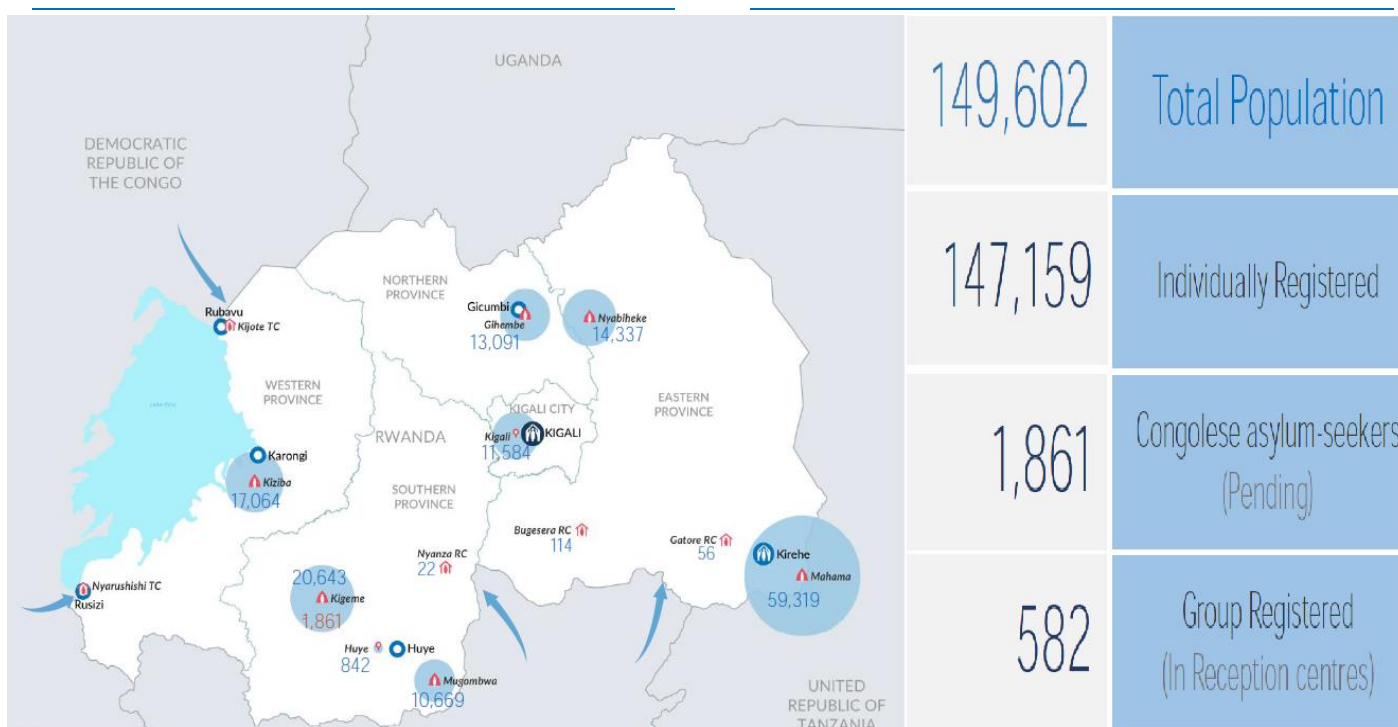 UGANDA
DEMOCRATIC
REPUBLIC OF
THE CONGO
NORTHERN
PROVINCE
Rubavu
Kijote TC
Gicumbi
Gihembe
13,091
Nyabiheke
14,337
WESTERN
PROVINCE
EASTERN
PROVINCE
KIGALI CITY
Kigali
KIGALI
11,584
RWANDA
Karongi
Kiziba
17,064
SOUTHERN
PROVINCE
Bugesera RC
114
Gatore RC
56
Kirehe
Mahama
59,319
Nyanza RC
22
20,643
Kigeme
1,861
Nyarushishi TC
Rusizi
Huye
842
Huye
Mugombwa
10,669
UNITED
REPUBLIC OF
TANZANIA
149,602
Total Population
147,159
Individually Registered
1,861
Congolese asylum-seekers
(Pending)
582
Group Registered
(In Reception centres)